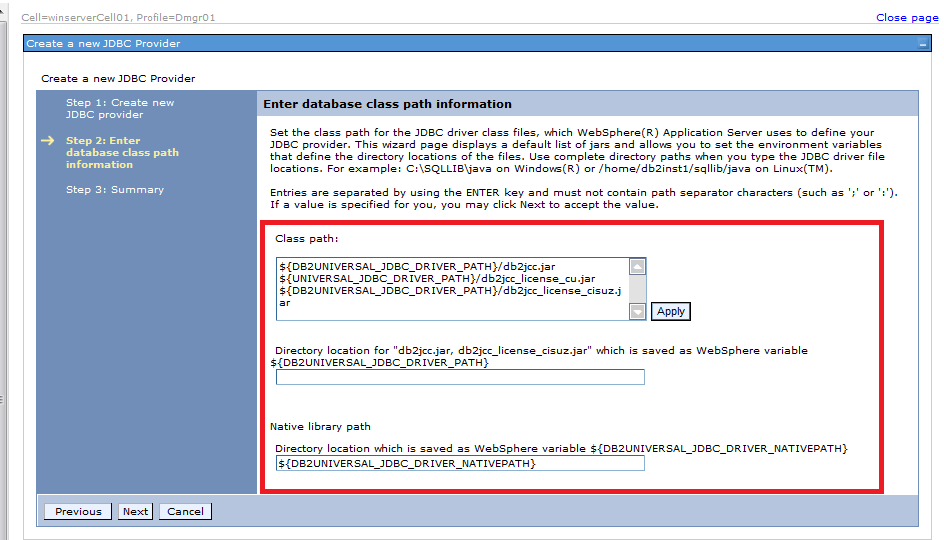 Cell=winserverCell01, Profile=Dmgr01
Close page
Create a new JDBC Provider
Create a new JDBC Provider
Step 1: Create new
JDBC provider
Step 2: Enter
database class path
information
Step 3: Summary
Enter database class path information
Set the class path for the JDBC driver class files, which WebSphere(R) Application Server uses to define your
JDBC provider. This wizard page displays a default list of jars and allows you to set the environment variables
that define the directory locations of the files. Use complete directory paths when you type the JDBC driver file
locations. For example: C:\SQLLIB\java on Windows(R) or /home/db2inst1/sqllib/java on Linux(TM).
Entries are separated by using the ENTER key and must not contain path separator characters (such as ';' or ':').
If a value is specified for you, you may click Next to accept the value.
Class path:
${DB2UNIVERSAL_JDBC_DRIVER_PATH}/db2jcc.jar
${UNIVERSAL_JDBC_DRIVER_PATH}/db2jcc_license_cu.jar
${DB2UNIVERSAL_JDBC_DRIVER_PATH}/db2jcc_license_cisuz.j
ar
Apply
Directory location for "db2jcc.jar, db2jcc_license_cisuz.jar" which is saved as WebSphere variable
${DB2UNIVERSAL_JDBC_DRIVER_PATH}
Native library path
Directory location which is saved as WebSphere variable ${DB2UNIVERSAL_JDBC_DRIVER_NATIVEPATH}
${DB2UNIVERSAL_JDBC_DRIVER_NATIVEPATH}
Previous Next Cancel